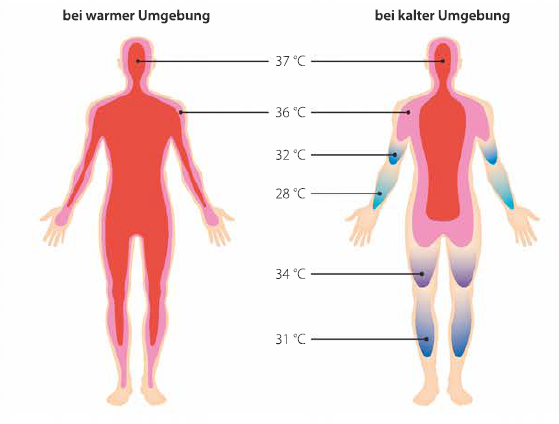 bei warmer Umgebung
bei kalter Umgebung
37 °C
36 °C
32 °C
28 °C
34 °C
31 °C